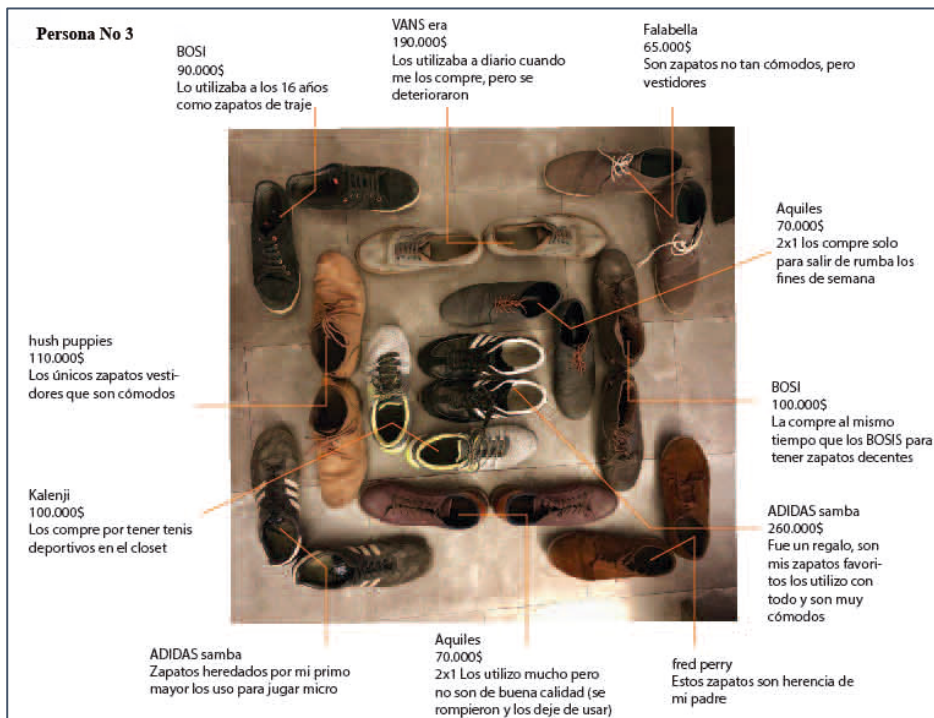 Persona No 3
BOSI
90.000$
Lo utilizaba a los 16 años
como zapatos de traje
VANS era
190.000$
Los utilizaba a diario cuando
me los compre, pero se
deterioraron
Falabella
65.000$
Son zapatos no tan cómodos, pero
vestidores
Aquiles
70.000$
2x1 los compre solo
para salir de rumba los
fines de semana
hush puppies
110.000$
Los únicos zapatos vesti-
dores que son cómodos
BOSI
100.000$
La compre al mismo
tiempo que los BOSIS para
tener zapatos decentes
Kalenji
100.000$
Los compre por tener tenis
deportivos en el closet
ADIDAS samba
260.000$
Fue un regalo, son
mis zapatos favori-
tos los utilizo con
todo y son muy
cómodos
ADIDAS samba
Zapatos heredados por mi primo
mayor los uso para jugar micro
Aquiles
70.000$
2x1 Los utilizo mucho pero
no son de buena calidad (se
rompieron y los deje de usar)
fred perry
Estos zapatos son herencia de
mi padre